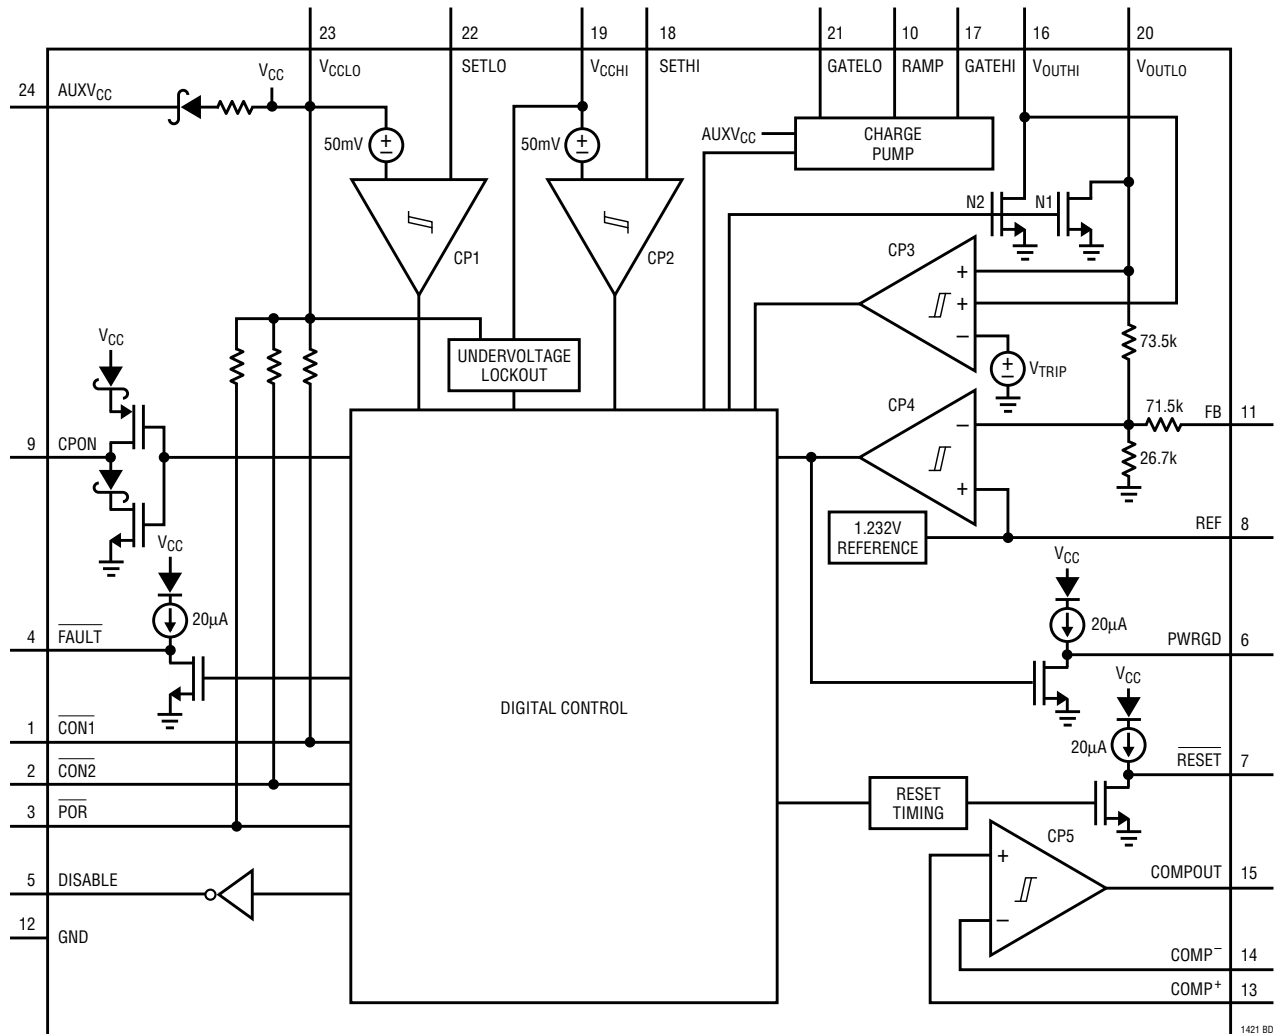 23
22
19
18
21
10
17
16
20
VCCLO
SETLO
VCCHI
SETHI
GATELO
RAMP
GATEHI
VOUTHI
VOUTLO
24
AUXVCC
VCC
50mV
+
−
50mV
+
−
AUXVCC
CHARGE
PUMP
N2
N1
CP1
CP2
CP3
+
+
−
73.5k
+
−
VTRIP
VCC
UNDERVOLTAGE
LOCKOUT
CP4
−
+
71.5k
FB
11
26.7k
9
CPON
1.232V
REFERENCE
REF
8
VCC
20µA
4
FAULT
VCC
20µA
PWRGD
6
1
CON1
2
CON2
3
POR
DIGITAL CONTROL
VCC
20µA
RESET
7
RESET
TIMING
5
DISABLE
12
GND
CP5
+
−
COMPOUT
15
COMP−
14
COMP+
13
1421 BD